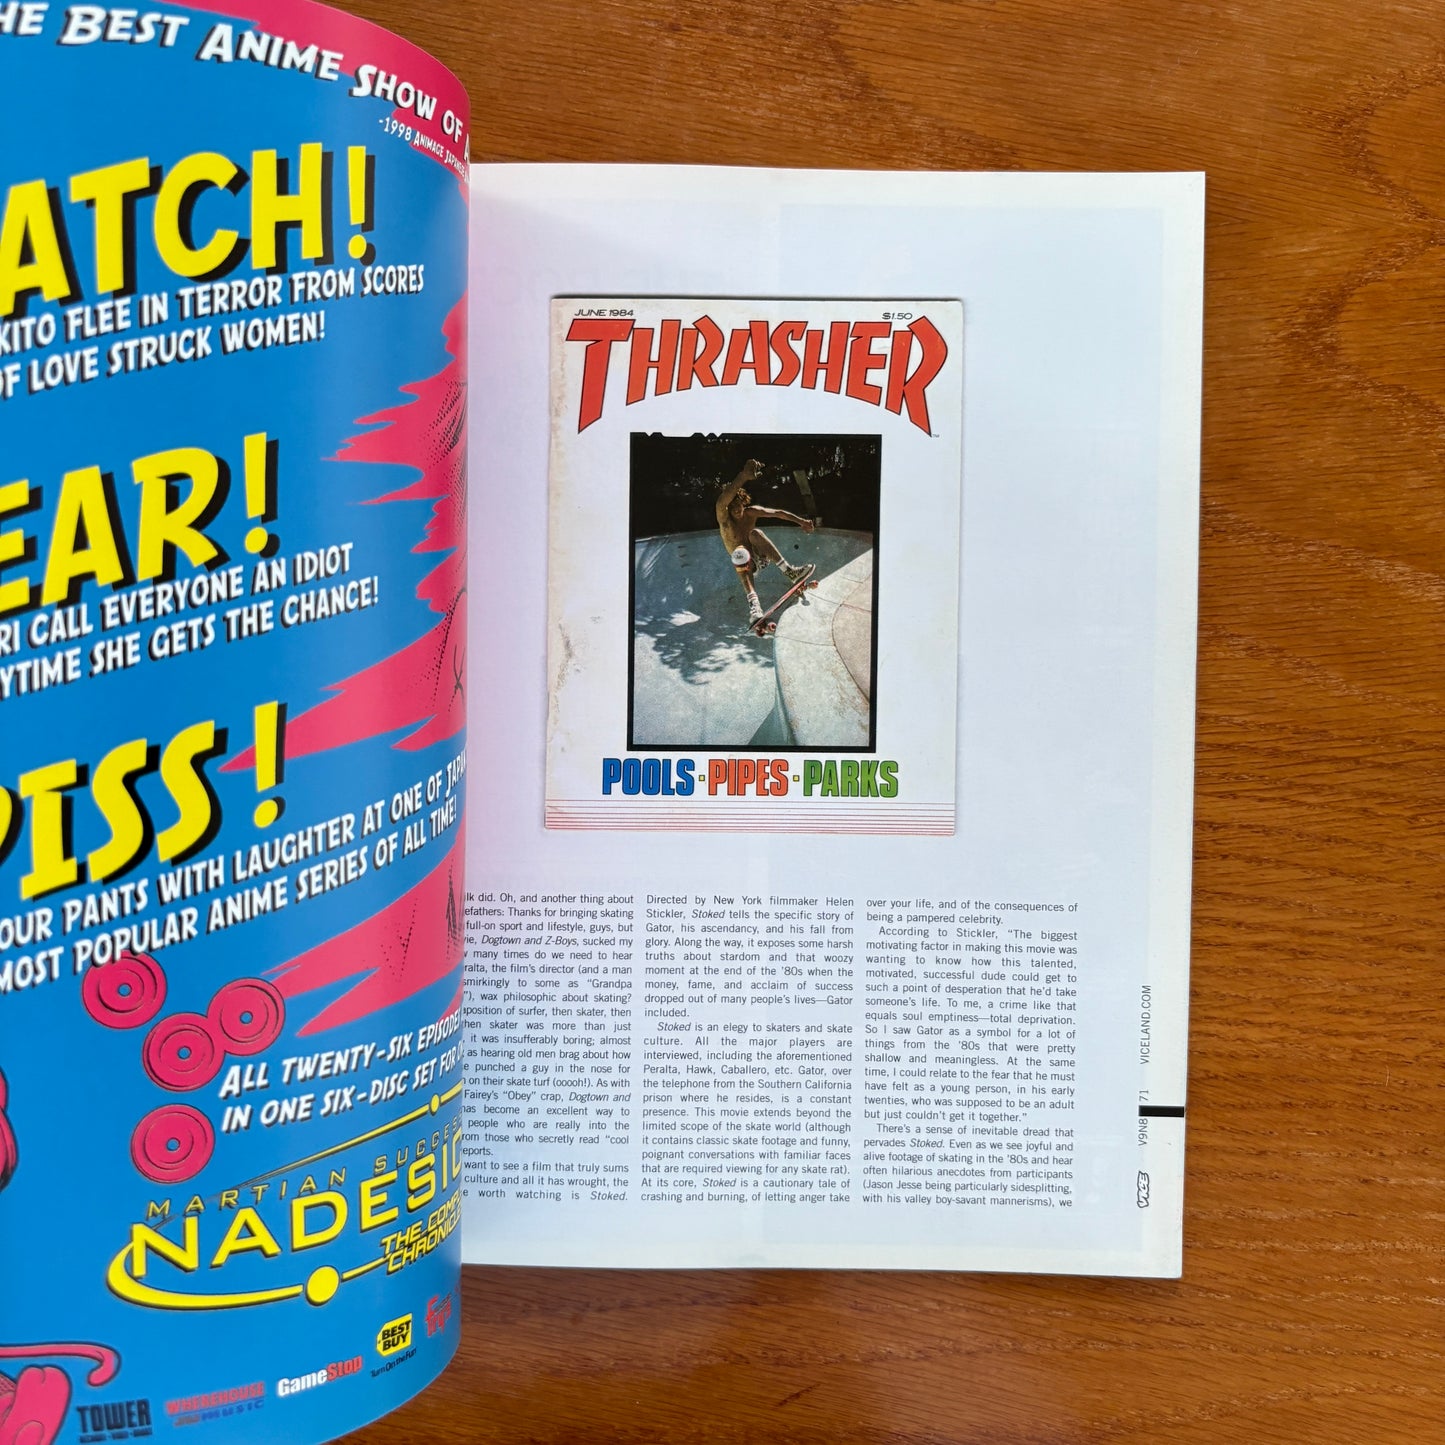 THE BEST ANIME SHOW OF
-1998 ANIMAGE JAPANESE
ATCH!
KITO FLEE IN TERROR FROM SCORES
OF LOVE STRUCK WOMEN!
EAR!
RI CALL EVERYONE AN IDIOT
YTIME SHE GETS THE CHANCE!
PISS!
OUR PANTS WITH LAUGHTER AT ONE OF JAPA
MOST POPULAR ANIME SERIES OF ALL TIME!
ALL TWENTY-SIX EPISODE
IN ONE SIX-DISC SET FOR
MARTIAN SUCCES
NADESIC
THE COMP
CHRONICLE
BEST
BUY
Turn On the Fun
GameStop
WHEREHOUSE
MUSIC
TOWER
JUNE 1984
$1.50
THRASHER
POOLS·PIPES·PARKS
lk did. Oh, and another thing about
efathers: Thanks for bringing skating
full-on sport and lifestyle, guys, but
ie, Dogtown and Z-Boys, sucked my
many times do we need to hear
ralta, the film's director (and a man
smirkingly to some as “Grandpa
”), wax philosophic about skating?
position of surfer, then skater, then
then skater was more than just
, it was insufferably boring; almost
as hearing old men brag about how
e punched a guy in the nose for
on their skate turf (ooooh!). As with
Fairey's “Obey” crap, Dogtown and
has become an excellent way to
people who are really into the
rom those who secretly read “cool
eports.
want to see a film that truly sums
culture and all it has wrought, the
e worth watching is Stoked.
Directed by New York filmmaker Helen
Stickler, Stoked tells the specific story of
Gator, his ascendancy, and his fall from
glory. Along the way, it exposes some harsh
truths about stardom and that woozy
moment at the end of the '80s when the
money, fame, and acclaim of success
dropped out of many people's lives—Gator
included.
Stoked is an elegy to skaters and skate
culture. All the major players are
interviewed, including the aforementioned
Peralta, Hawk, Caballero, etc. Gator, over
the telephone from the Southern California
prison where he resides, is a constant
presence. This movie extends beyond the
limited scope of the skate world (although
it contains classic skate footage and funny,
poignant conversations with familiar faces
that are required viewing for any skate rat).
At its core, Stoked is a cautionary tale of
crashing and burning, of letting anger take
over your life, and of the consequences of
being a pampered celebrity.
According to Stickler, “The biggest
motivating factor in making this movie was
wanting to know how this talented,
motivated, successful dude could get to
such a point of desperation that he'd take
someone's life. To me, a crime like that
equals soul emptiness—total deprivation.
So I saw Gator as a symbol for a lot of
things from the '80s that were pretty
shallow and meaningless. At the same
time, I could relate to the fear that he must
have felt as a young person, in his early
twenties, who was supposed to be an adult
but just couldn't get it together.”
There's a sense of inevitable dread that
pervades Stoked. Even as we see joyful and
alive footage of skating in the '80s and hear
often hilarious anecdotes from participants
(Jason Jesse being particularly sidesplitting,
with his valley boy-savant mannerisms), we
VICE V9N8 71 VICELAND.COM